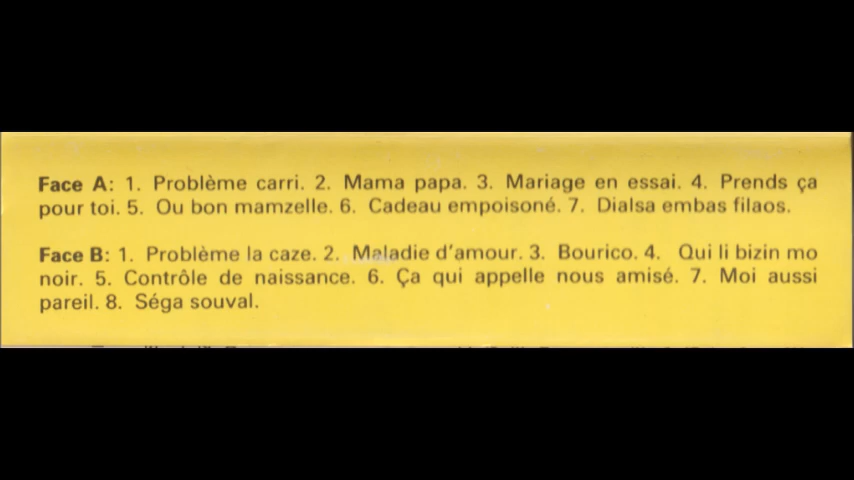 Face A: 1. Problème carri. 2. Mama papa. 3. Mariage en essai. 4. Prends ça
pour toi. 5. Ou bon mamzelle. 6. Cadeau empoisoné. 7. Dialsa embas filaos.
Face B: 1. Problème la caze. 2. Maladie d'amour. 3. Bourico. 4. Qui li bizin mo
noir. 5. Contrôle de naissance. 6. Ça qui appelle nous amisé. 7. Moi aussi
pareil. 8. Séga souval.